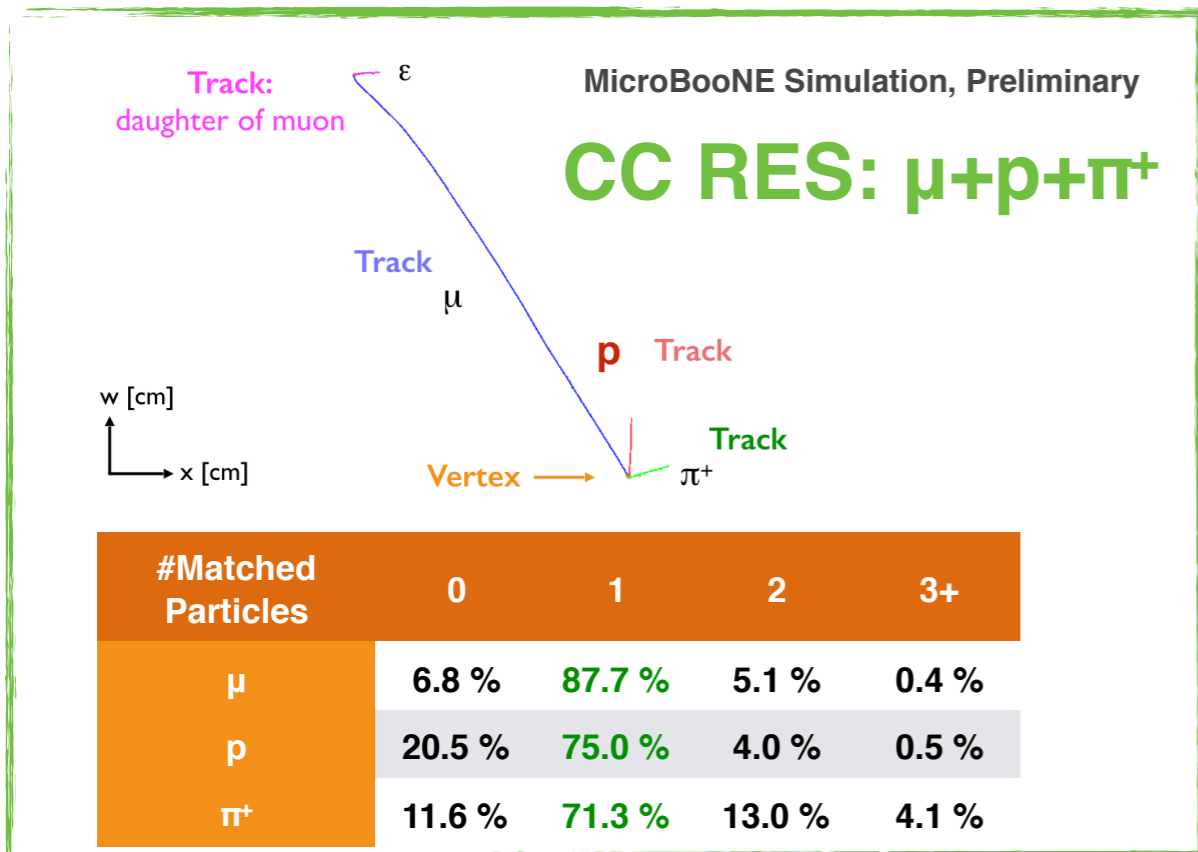 MicroBooNE Simulation, Preliminary
CC RES: μ+p+π⁺
Track:
daughter of muon
ε
Track
μ
p Track
w [cm]
x [cm]
Track
π⁺
Vertex
#Matched Particles 0 1 2 3+
μ 6.8 % 87.7 % 5.1 % 0.4 %
p 20.5 % 75.0 % 4.0 % 0.5 %
π⁺ 11.6 % 71.3 % 13.0 % 4.1 %